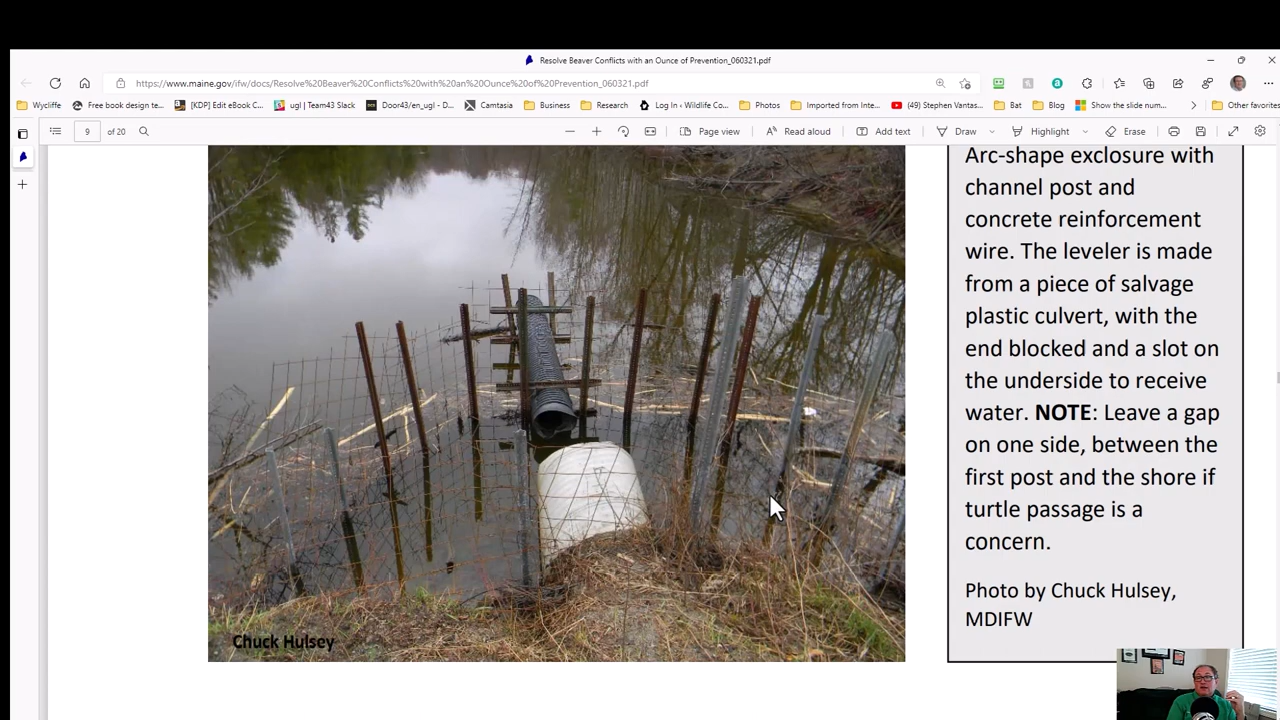 Resolve Beaver Conflicts with an Ounce of Prevention_060321.pdf
https://www.maine.gov/ifw/docs/Resolve%20Beaver%20Conflicts%20with%20an%20Ounce%20of%20Prevention_060321.pdf
Wycliffe
Free book design te...
[KDP] Edit eBook C...
ugl | Team43 Slack
Door43/en_ugl - D...
Camtasia
Business
Research
Log In ‹ Wildlife Co...
Photos
Imported from Inte...
(49) Stephen Vantas...
Bat
Blog
Show the slide num...
Other favorites
9 of 20
Page view
Read aloud
Add text
Draw
Highlight
Erase
Arc-shape exclosure with
channel post and
concrete reinforcement
wire. The leveler is made
from a piece of salvage
plastic culvert, with the
end blocked and a slot on
the underside to receive
water. NOTE: Leave a gap
on one side, between the
first post and the shore if
turtle passage is a
concern.
Photo by Chuck Hulsey,
MDIFW
Chuck Hulsey